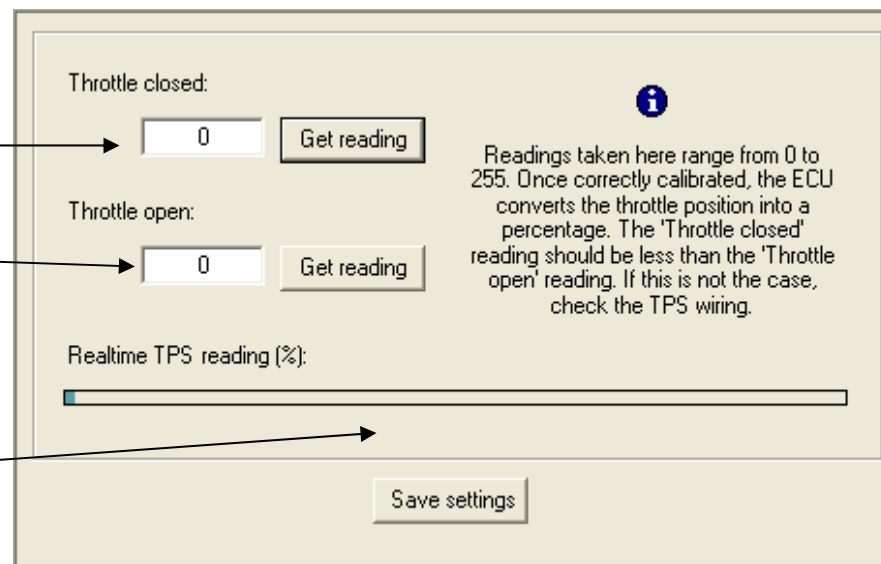 Throttle closed:
0
Get reading
Throttle open:
0
Get reading
Realtime TPS reading (%):
Readings taken here range from 0 to
255. Once correctly calibrated, the ECU
converts the throttle position into a
percentage. The 'Throttle closed'
reading should be less than the 'Throttle
open' reading. If this is not the case,
check the TPS wiring.
Save settings